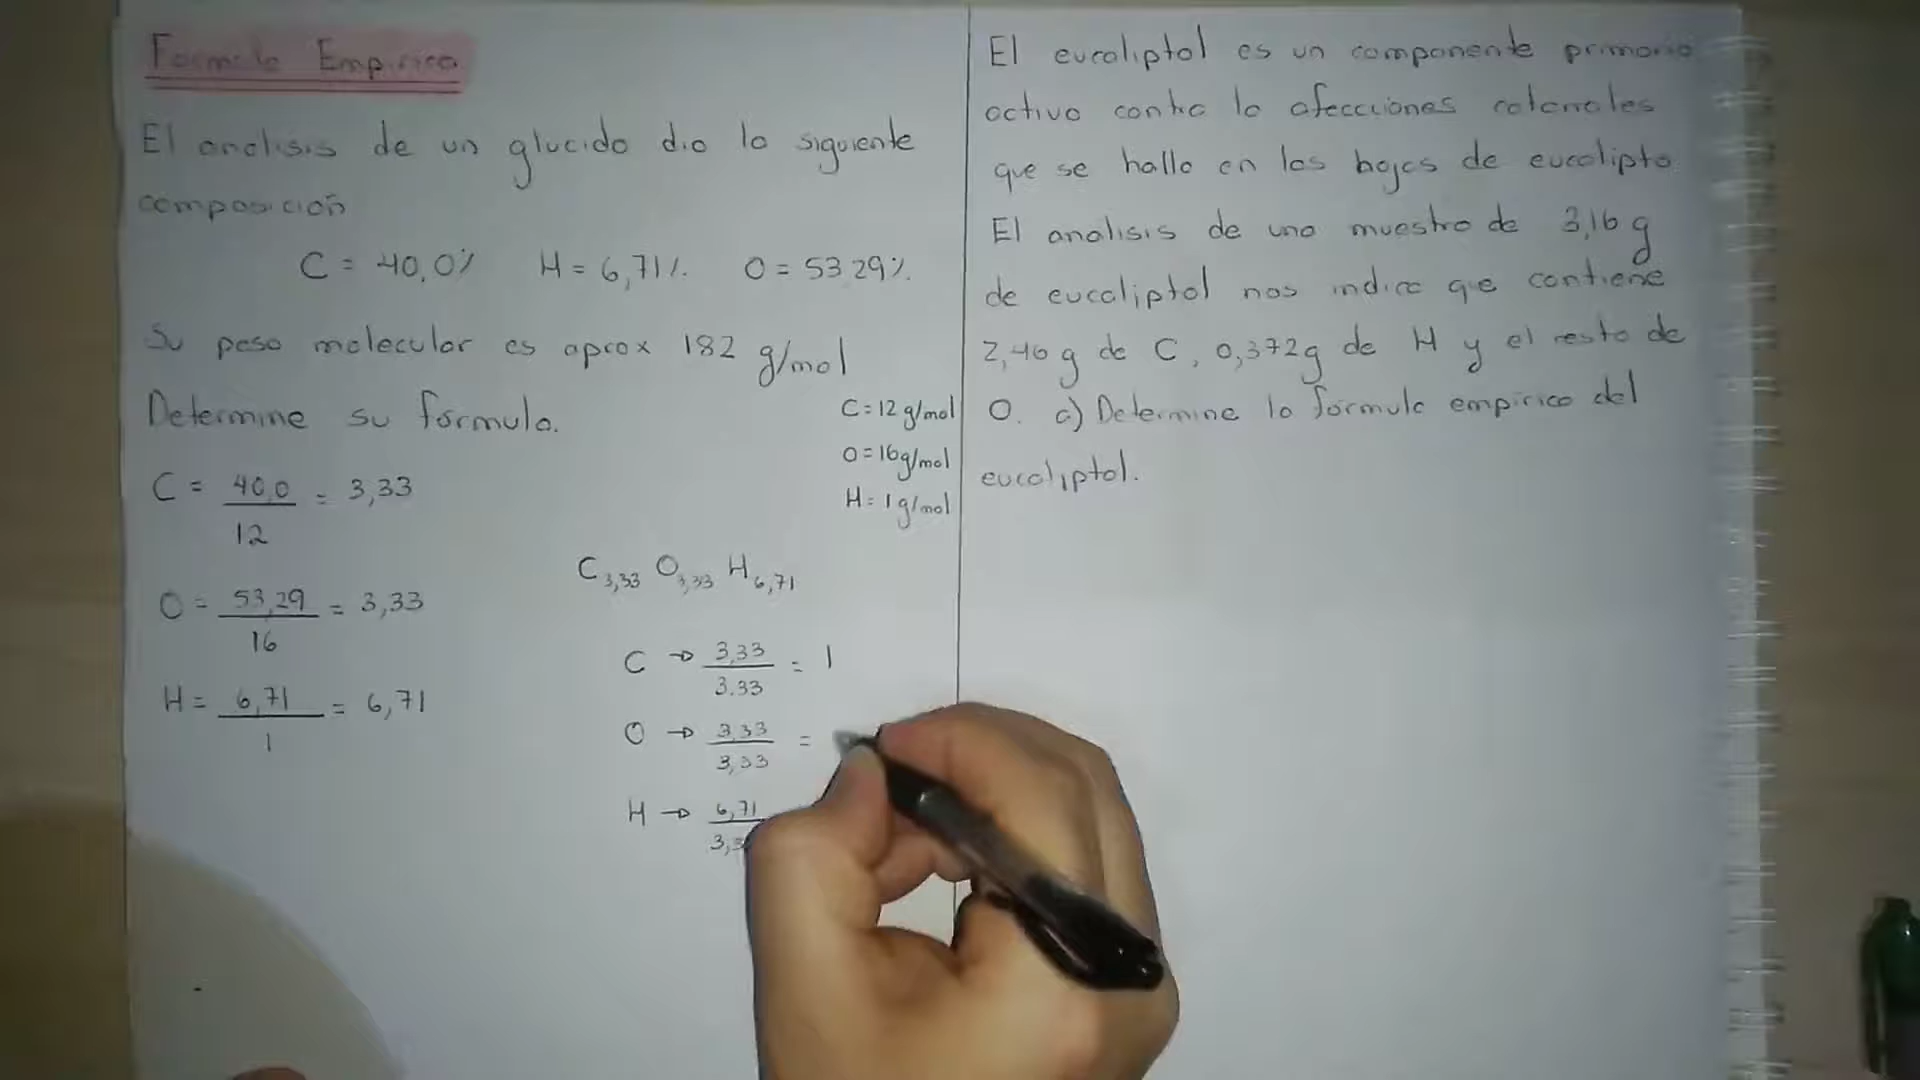 Formula Empirica
El analisis de un glucido dio la siguiente
composicion
C = 40,0% H = 6,71% O = 53,29%
Su peso molecular es aprox 182 g/mol
Determine su formula.
C = 12 g/mol
O = 16 g/mol
H = 1 g/mol
C = 40,0 / 12 = 3,33
O = 53,29 / 16 = 3,33
H = 6,71 / 1 = 6,71
C3,33 O3,33 H6,71
C → 3,33 / 3.33 = 1
O → 3,33 / 3,33 =
H → 6,71 /
El eucaliptol es un componente primario
activo contra la afecciones catarrales
que se halla en las hojas de eucalipto
El analisis de una muestra de 3,16 g
de eucaliptol nos indica que contiene
2,46 g de C, 0,372g de H y el resto de
O. a) Determine la formula empirica del
eucaliptol.